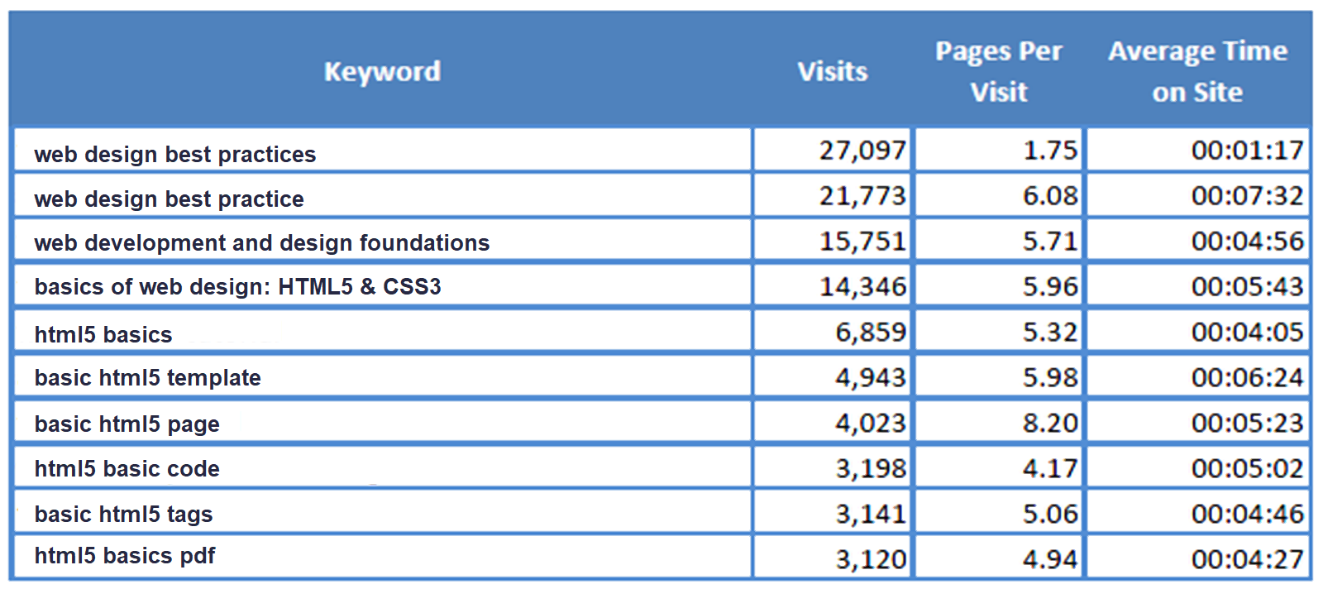 Keyword Visits Pages Per Visit Average Time on Site
web design best practices 27,097 1.75 00:01:17
web design best practice 21,773 6.08 00:07:32
web development and design foundations 15,751 5.71 00:04:56
basics of web design: HTML5 & CSS3 14,346 5.96 00:05:43
html5 basics 6,859 5.32 00:04:05
basic html5 template 4,943 5.98 00:06:24
basic html5 page 4,023 8.20 00:05:23
html5 basic code 3,198 4.17 00:05:02
basic html5 tags 3,141 5.06 00:04:46
html5 basics pdf 3,120 4.94 00:04:27